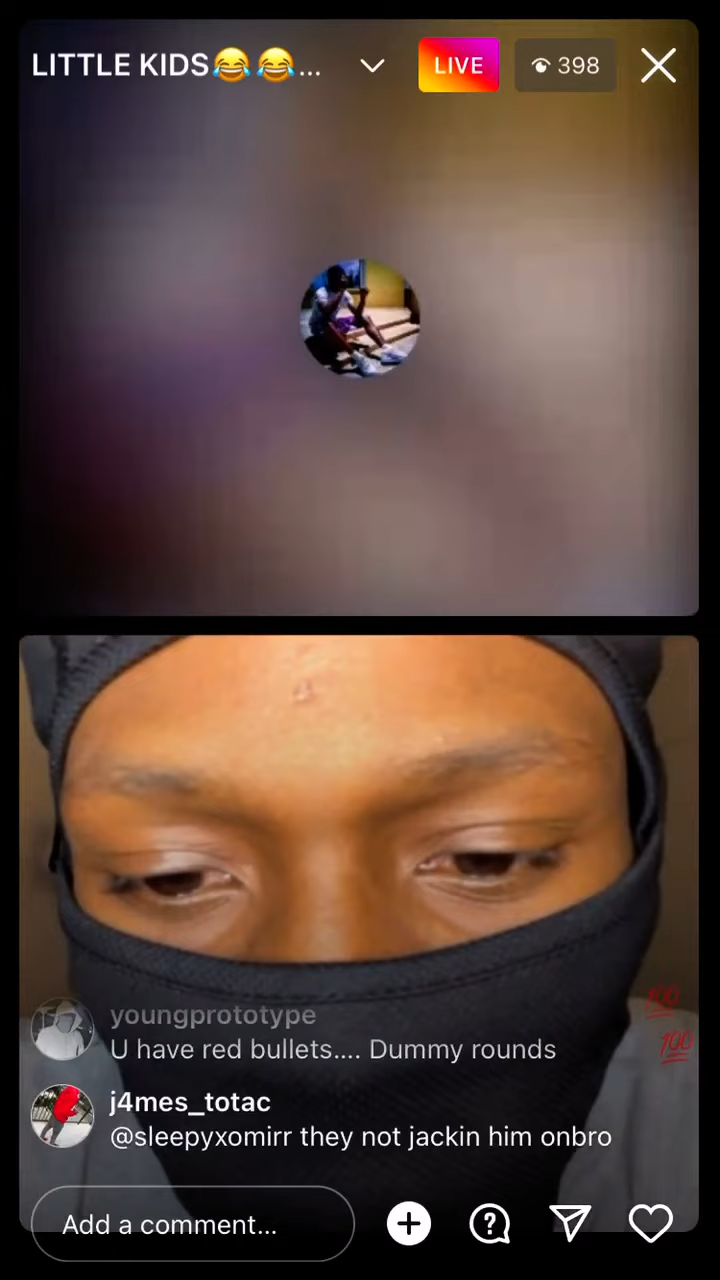 LITTLE KIDS😂😂...
LIVE
398
youngprototype
U have red bullets.... Dummy rounds
j4mes_totac
@sleepyxomirr they not jackin him onbro
💯
💯
Add a comment...